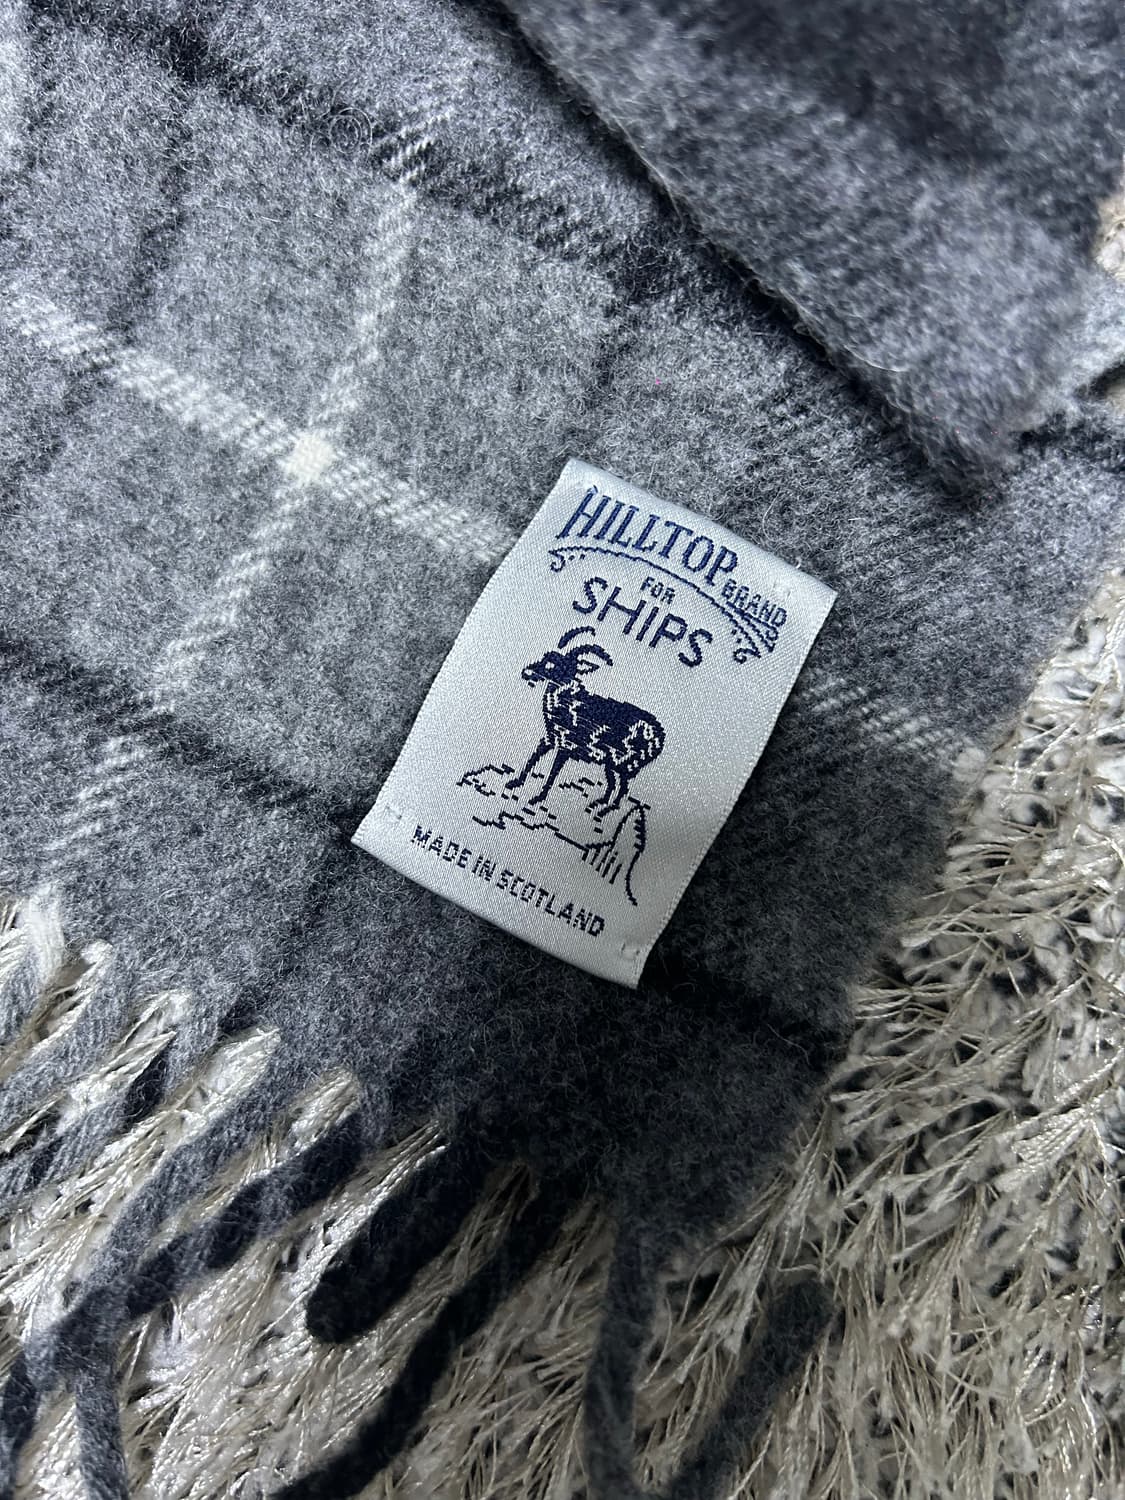 HILLTOP BRAND
FOR
SHIPS
MADE IN SCOTLAND